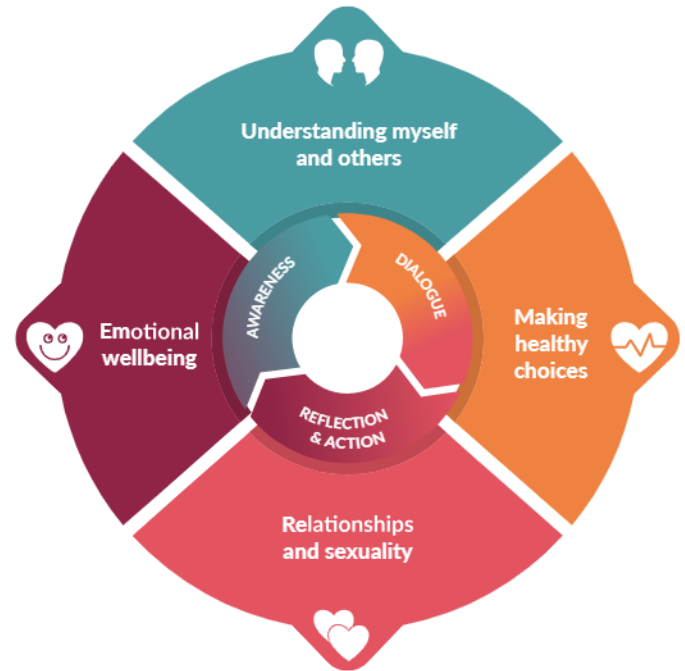 Understanding myself
and others
AWARENESS
DIALOGUE
Emotional
wellbeing
Making
healthy
choices
REFLECTION
& ACTION
Relationships
and sexuality